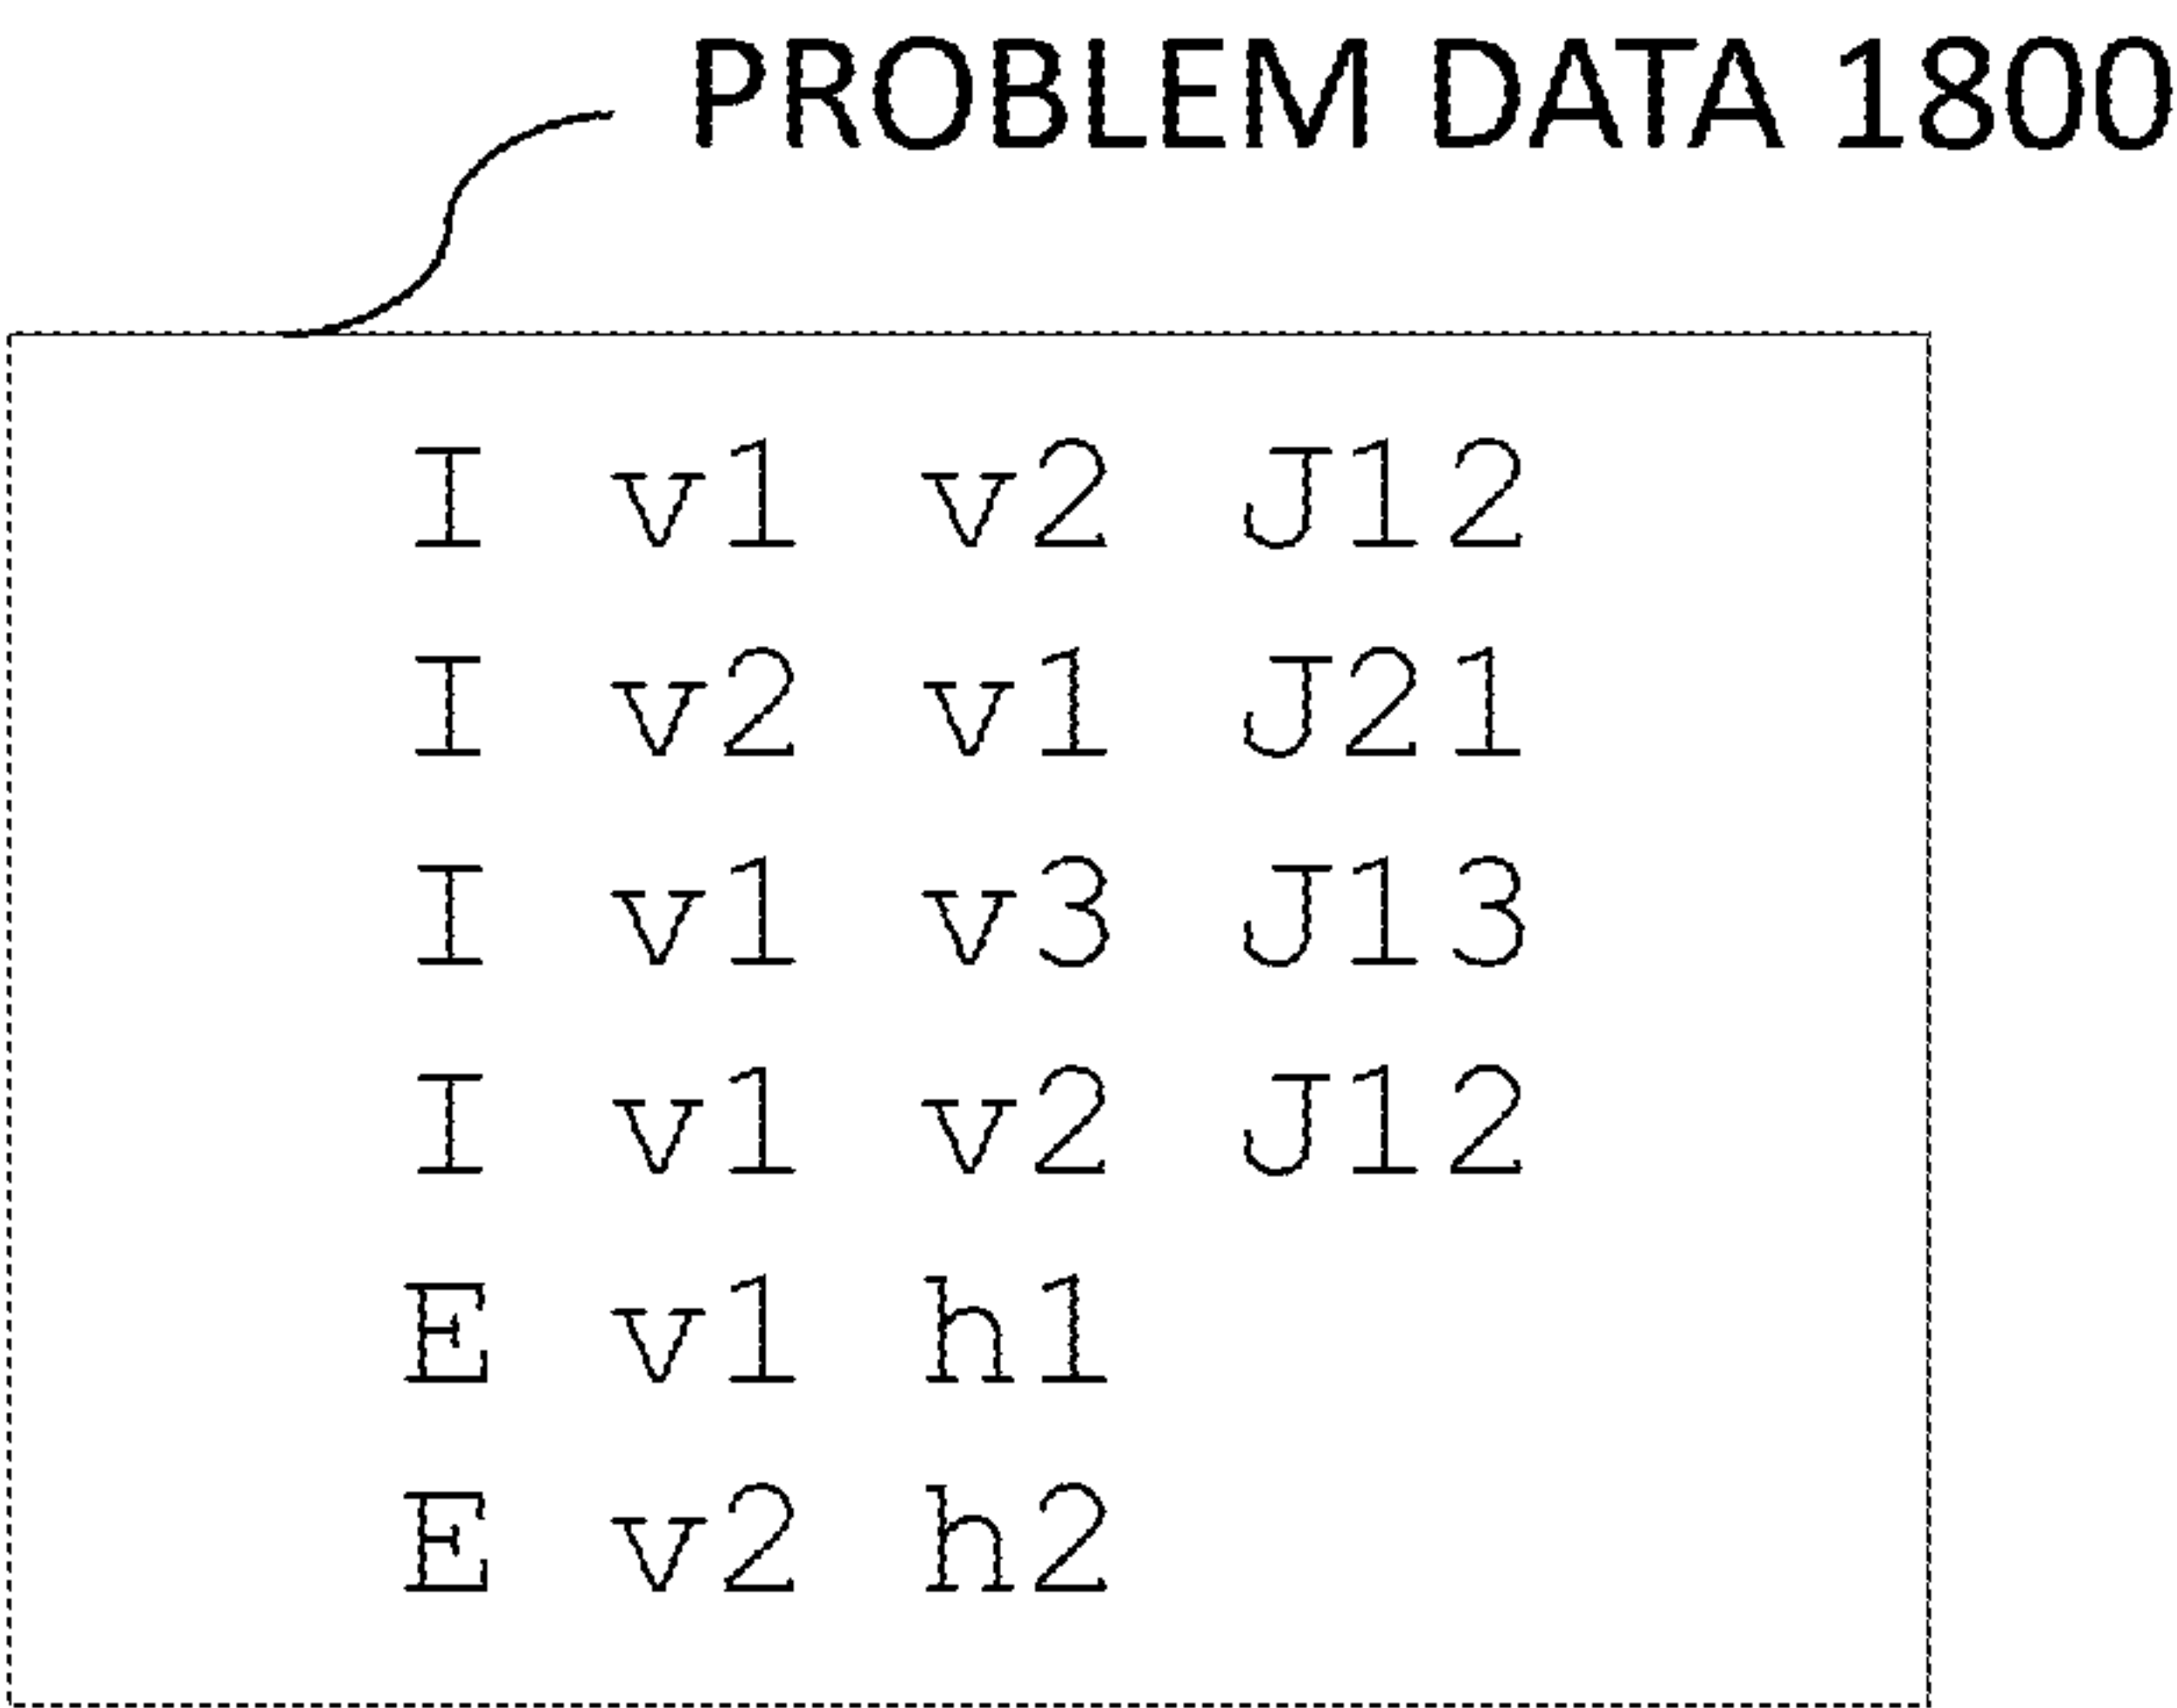 PROBLEM DATA 1800
I v1 v2 J12
I v2 v1 J21
I v1 v3 J13
I v1 v2 J12
E v1 h1
E v2 h2